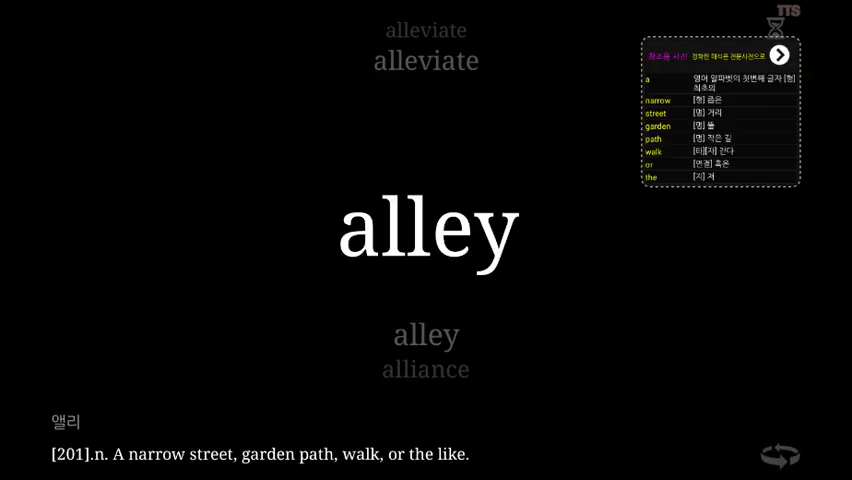 alleviate
alleviate
TTS
참조용 사전 정확한 해석은 전문사전으로
a 영어 알파벳의 첫번째 글자 [형]
최초의
narrow [형] 좁은
street [명] 거리
garden [명] 뜰
path [명] 작은 길
walk [타][자] 걷다
or [연결] 혹은
the [지] 저
alley
alley
alliance
앨리
[201].n. A narrow street, garden path, walk, or the like.